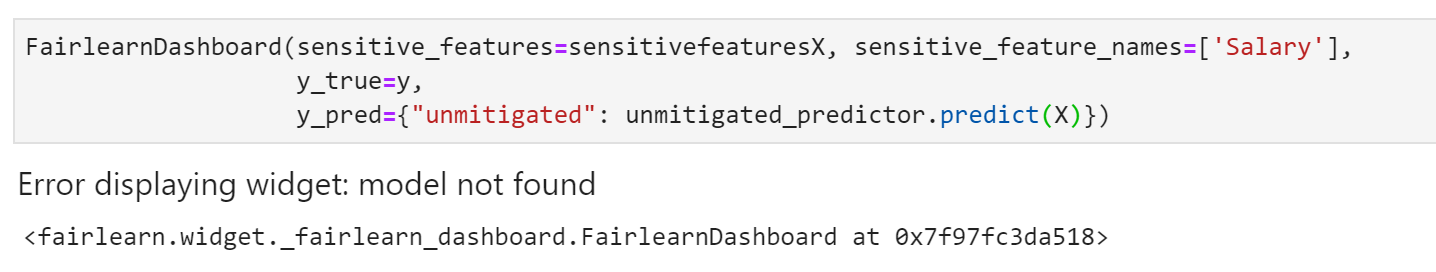 FairlearnDashboard(sensitive_features=sensitivefeaturesX, sensitive_feature_names=['Salary'],
y_true=y,
y_pred={"unmitigated": unmitigated_predictor.predict(X)})
Error displaying widget: model not found
<fairlearn.widget._fairlearn_dashboard.FairlearnDashboard at 0x7f97fc3da518>